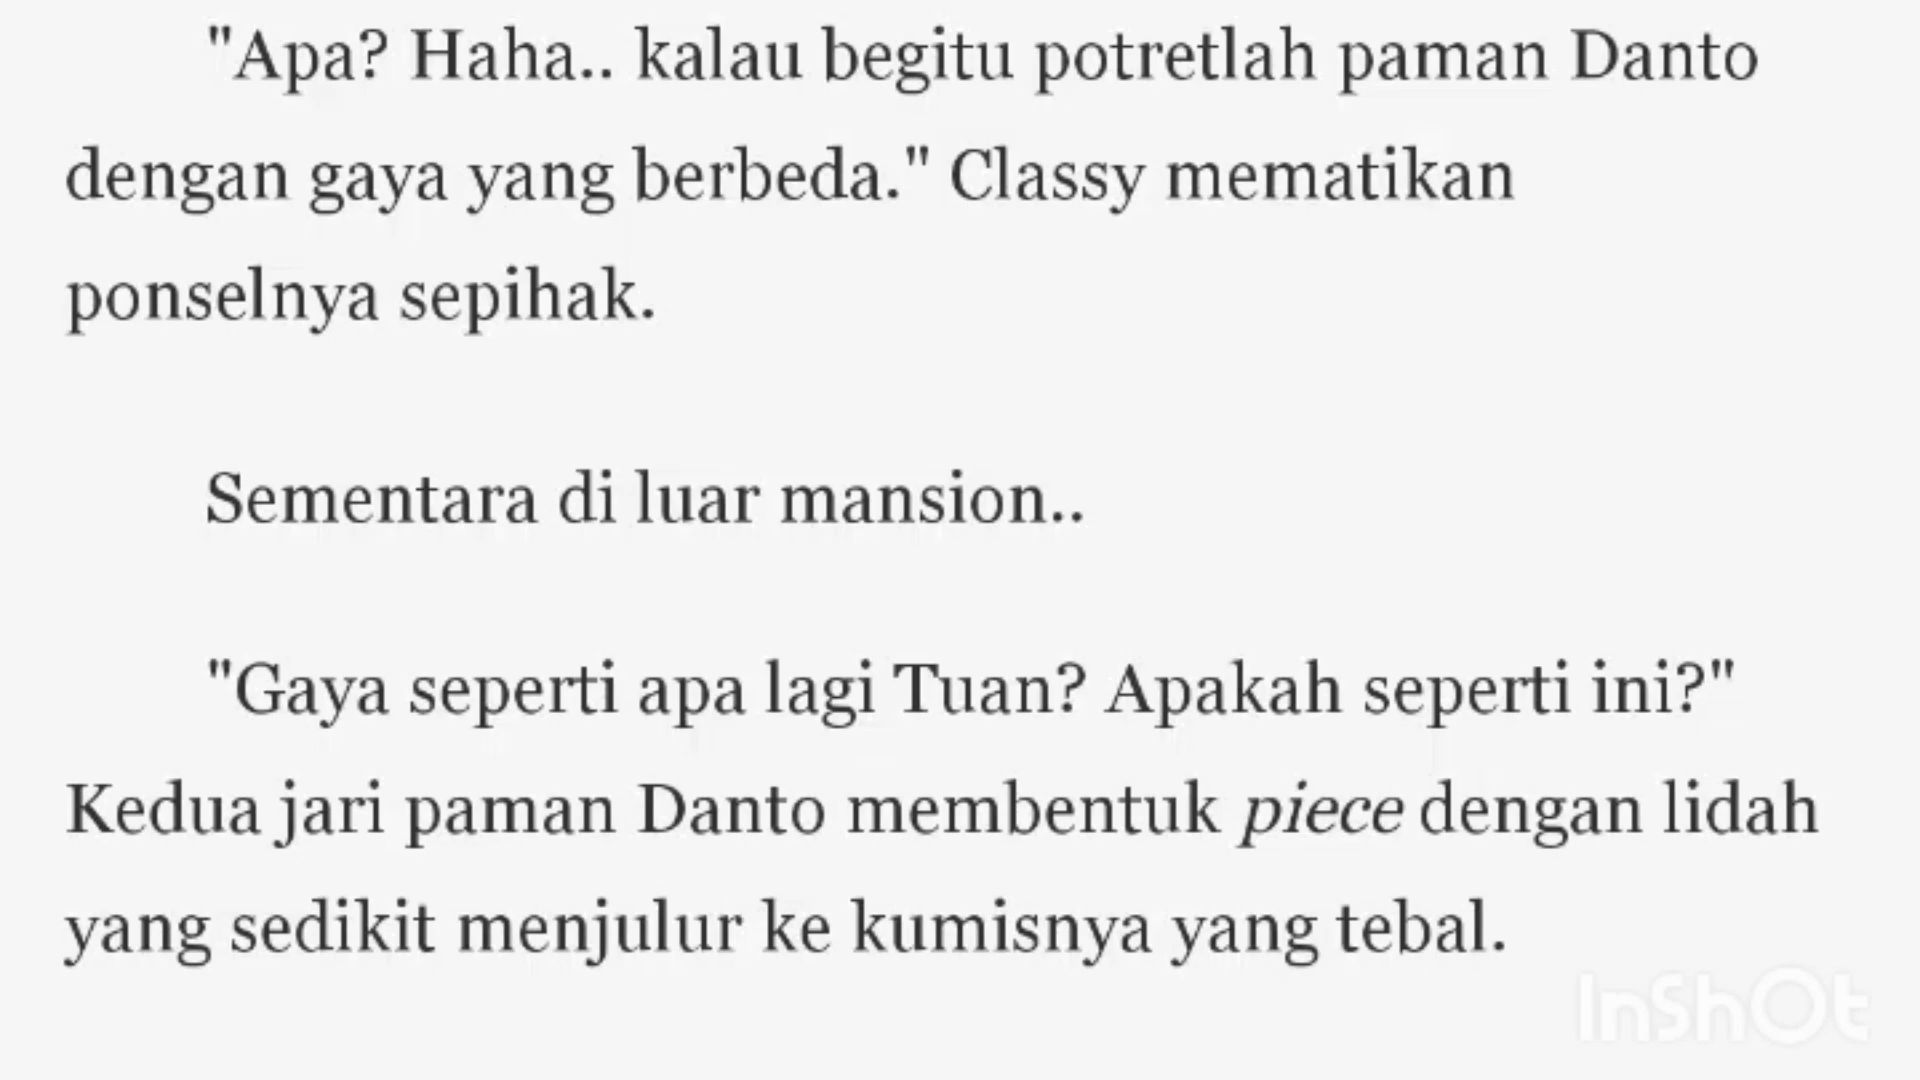 "Apa? Haha.. kalau begitu potretlah paman Danto
dengan gaya yang berbeda." Classy mematikan
ponselnya sepihak.
Sementara di luar mansion..
"Gaya seperti apa lagi Tuan? Apakah seperti ini?"
Kedua jari paman Danto membentuk piece dengan lidah
yang sedikit menjulur ke kumisnya yang tebal.
InShOt